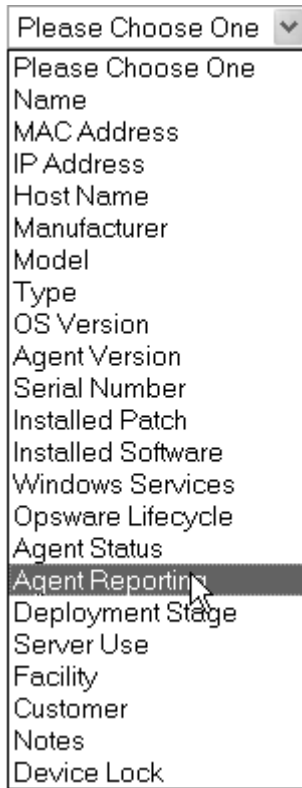 Please Choose One
Please Choose One
Name
MAC Address
IP Address
Host Name
Manufacturer
Model
Type
OS Version
Agent Version
Serial Number
Installed Patch
Installed Software
Windows Services
Opsware Lifecycle
Agent Status
Agent Reporting
Deployment Stage
Server Use
Facility
Customer
Notes
Device Lock